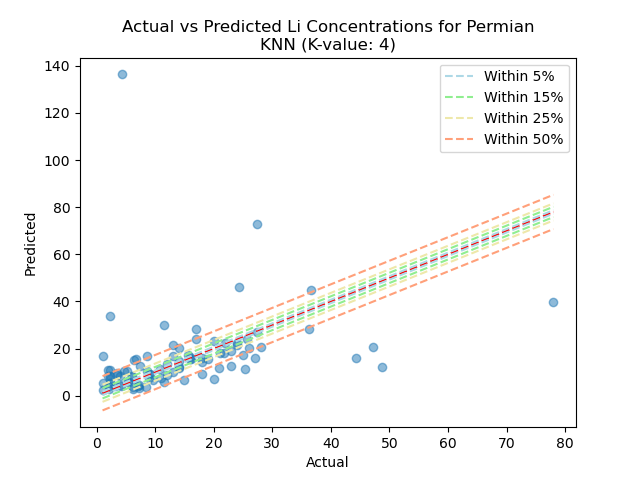 Actual vs Predicted Li Concentrations for Permian
KNN (K-value: 4)
Within 5%
Within 15%
Within 25%
Within 50%
Predicted
140
120
100
80
60
40
20
0
0 10 20 30 40 50 60 70 80
Actual